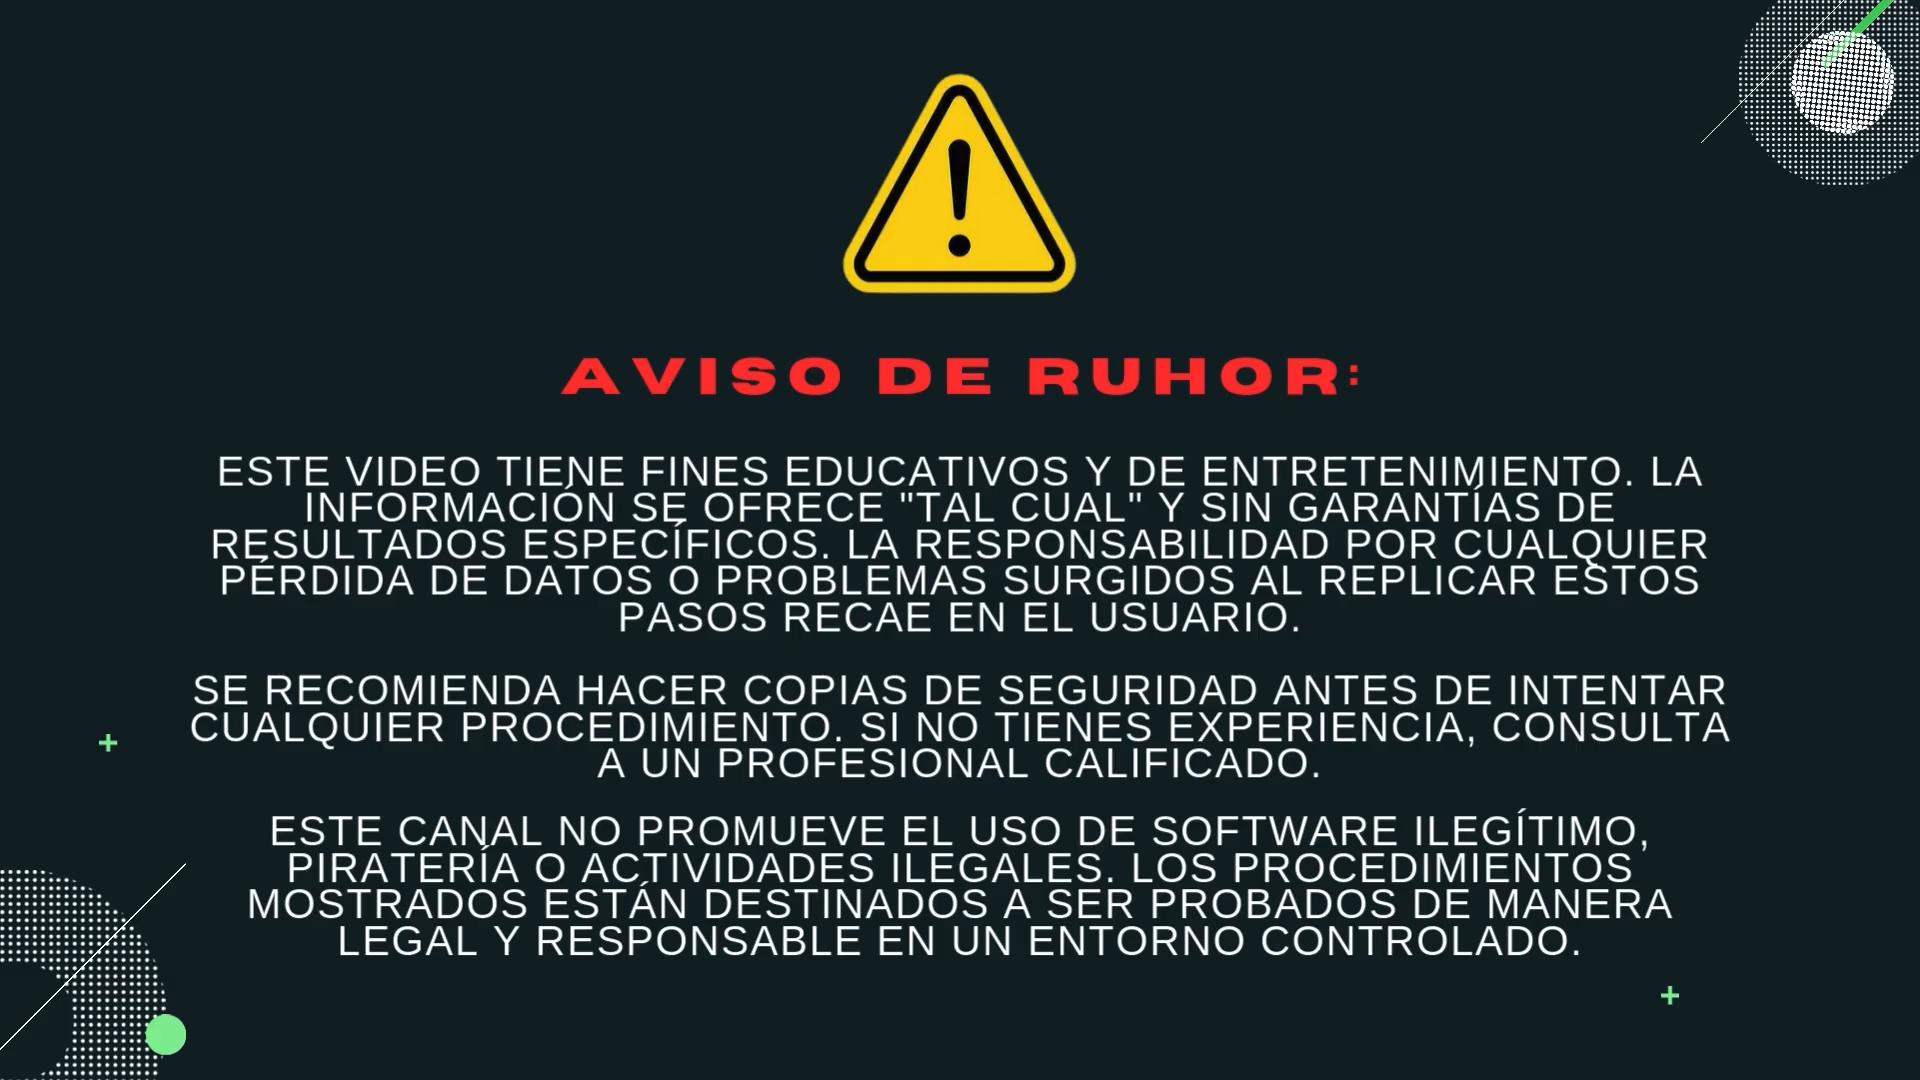 AVISO DE RUHOR:
ESTE VIDEO TIENE FINES EDUCATIVOS Y DE ENTRETENIMIENTO. LA
INFORMACIÓN SE OFRECE "TAL CUAL" Y SIN GARANTÍAS DE
RESULTADOS ESPECÍFICOS. LA RESPONSABILIDAD POR CUALQUIER
PÉRDIDA DE DATOS O PROBLEMAS SURGIDOS AL REPLICAR ESTOS
PASOS RECAE EN EL USUARIO.
SE RECOMIENDA HACER COPIAS DE SEGURIDAD ANTES DE INTENTAR
CUALQUIER PROCEDIMIENTO. SI NO TIENES EXPERIENCIA, CONSULTA
A UN PROFESIONAL CALIFICADO.
ESTE CANAL NO PROMUEVE EL USO DE SOFTWARE ILEGÍTIMO,
PIRATERÍA O ACTIVIDADES ILEGALES. LOS PROCEDIMIENTOS
MOSTRADOS ESTÁN DESTINADOS A SER PROBADOS DE MANERA
LEGAL Y RESPONSABLE EN UN ENTORNO CONTROLADO.